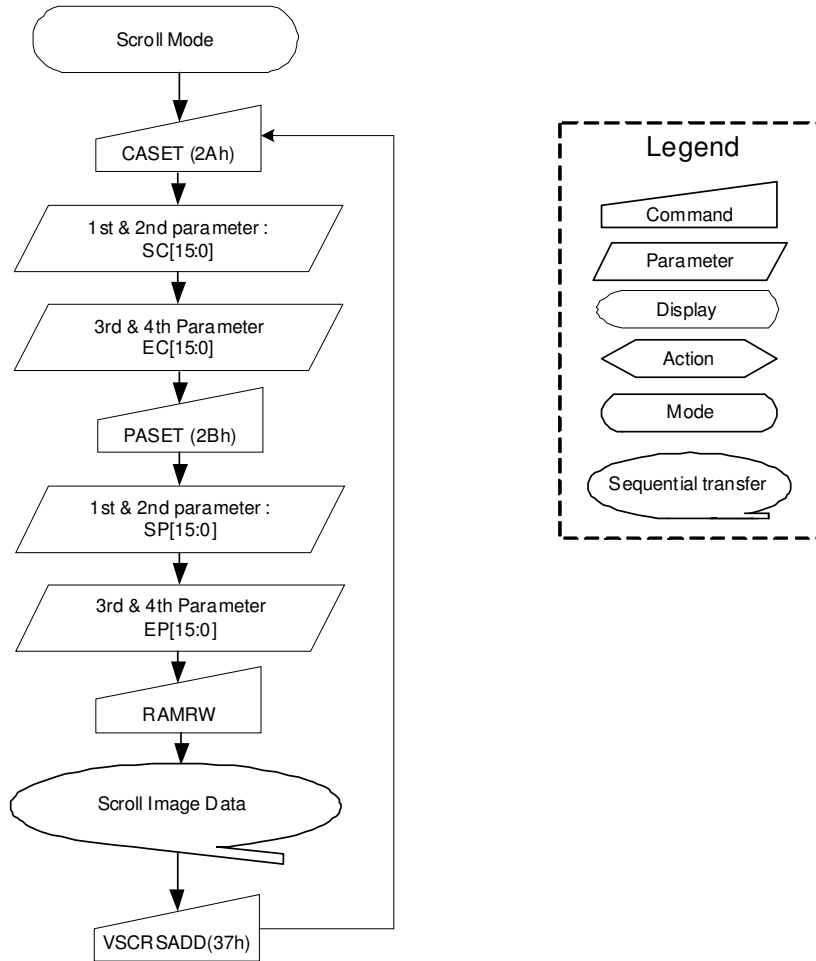 Scroll Mode
CASET (2Ah)
1st & 2nd parameter :
SC[15:0]
3rd & 4th Parameter
EC[15:0]
PASET (2Bh)
1st & 2nd parameter :
SP[15:0]
3rd & 4th Parameter
EP[15:0]
RAMRW
Scroll Image Data
VSCRSADD(37h)
Legend
Command
Parameter
Display
Action
Mode
Sequential transfer